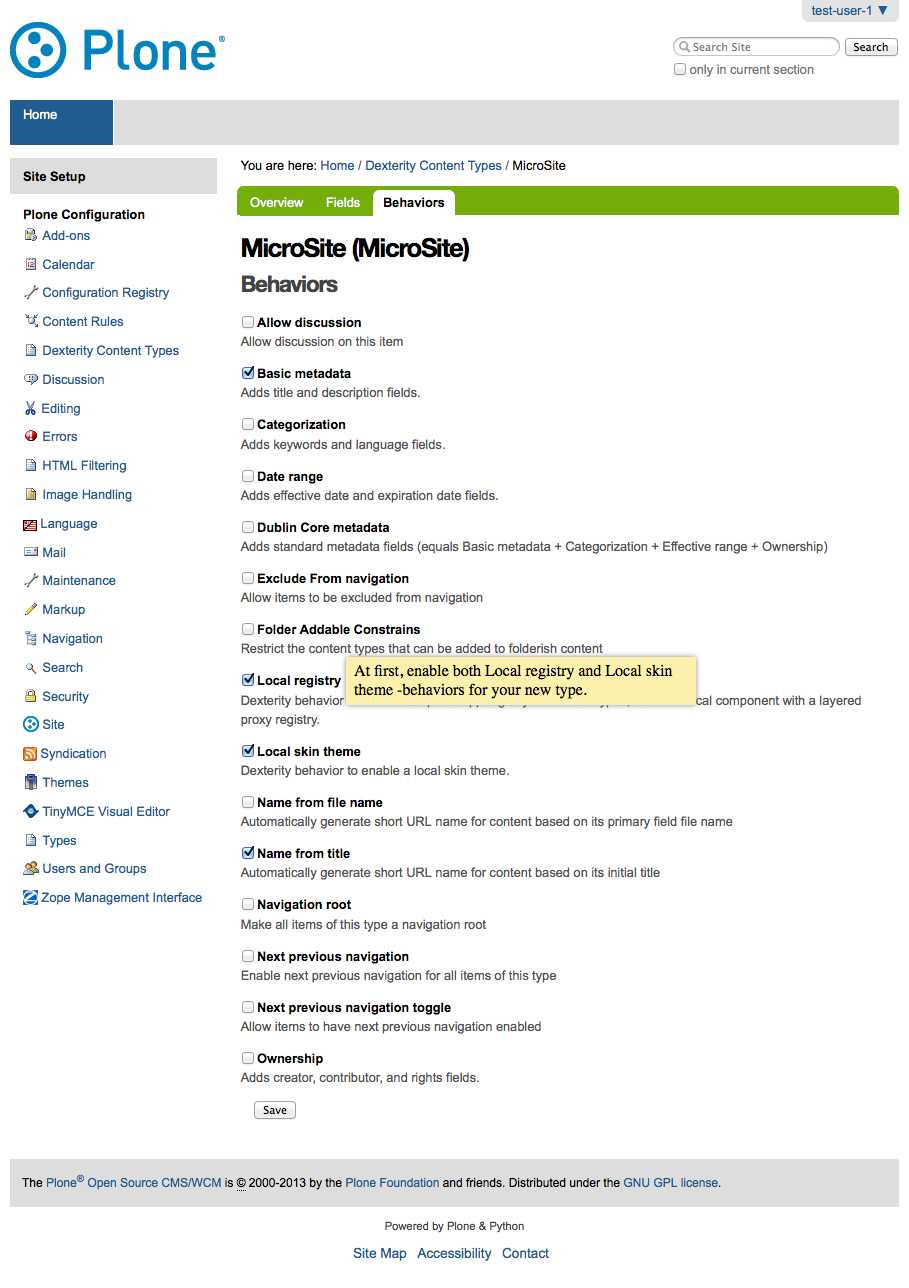 test-user-1 ▼
Plone®
Search Site
Search
only in current section
Home
Site Setup
Plone Configuration
Add-ons
Calendar
Configuration Registry
Content Rules
Dexterity Content Types
Discussion
Editing
Errors
HTML Filtering
Image Handling
Language
Mail
Maintenance
Markup
Navigation
Search
Security
Site
Syndication
Themes
TinyMCE Visual Editor
Types
Users and Groups
Zope Management Interface
You are here: Home / Dexterity Content Types / MicroSite
Overview Fields Behaviors
MicroSite (MicroSite)
Behaviors
Allow discussion
Allow discussion on this item
Basic metadata
Adds title and description fields.
Categorization
Adds keywords and language fields.
Date range
Adds effective date and expiration date fields.
Dublin Core metadata
Adds standard metadata fields (equals Basic metadata + Categorization + Effective range + Ownership)
Exclude From navigation
Allow items to be excluded from navigation
Folder Addable Constrains
Restrict the content types that can be added to folderish content
At first, enable both Local registry and Local skin
theme -behaviors for your new type.
Local registry
Dexterity behavior cal component with a layered
proxy registry.
Local skin theme
Dexterity behavior to enable a local skin theme.
Name from file name
Automatically generate short URL name for content based on its primary field file name
Name from title
Automatically generate short URL name for content based on its initial title
Navigation root
Make all items of this type a navigation root
Next previous navigation
Enable next previous navigation for all items of this type
Next previous navigation toggle
Allow items to have next previous navigation enabled
Ownership
Adds creator, contributor, and rights fields.
Save
The Plone® Open Source CMS/WCM is © 2000-2013 by the Plone Foundation and friends. Distributed under the GNU GPL license.
Powered by Plone & Python
Site Map Accessibility Contact